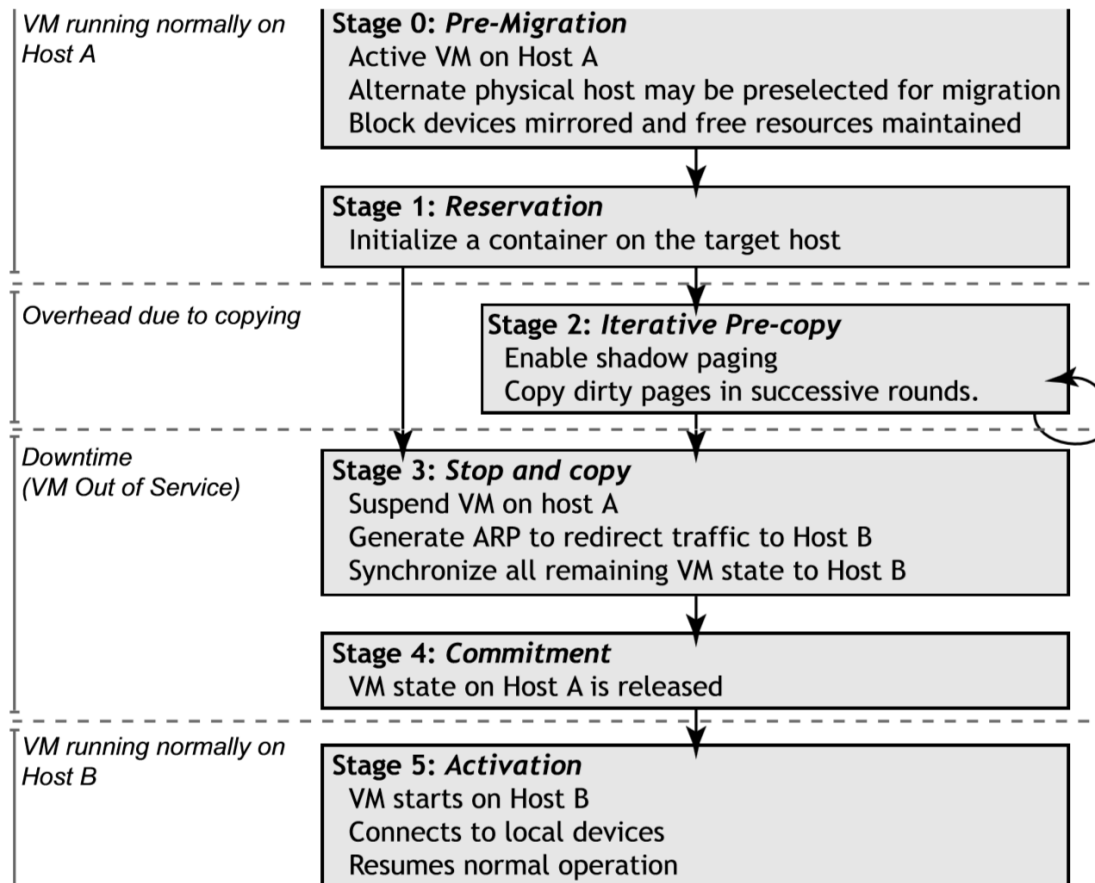 VM running normally on
Host A
Stage 0: Pre-Migration
Active VM on Host A
Alternate physical host may be preselected for migration
Block devices mirrored and free resources maintained
Stage 1: Reservation
Initialize a container on the target host
Overhead due to copying
Stage 2: Iterative Pre-copy
Enable shadow paging
Copy dirty pages in successive rounds.
Downtime
(VM Out of Service)
Stage 3: Stop and copy
Suspend VM on host A
Generate ARP to redirect traffic to Host B
Synchronize all remaining VM state to Host B
Stage 4: Commitment
VM state on Host A is released
VM running normally on
Host B
Stage 5: Activation
VM starts on Host B
Connects to local devices
Resumes normal operation